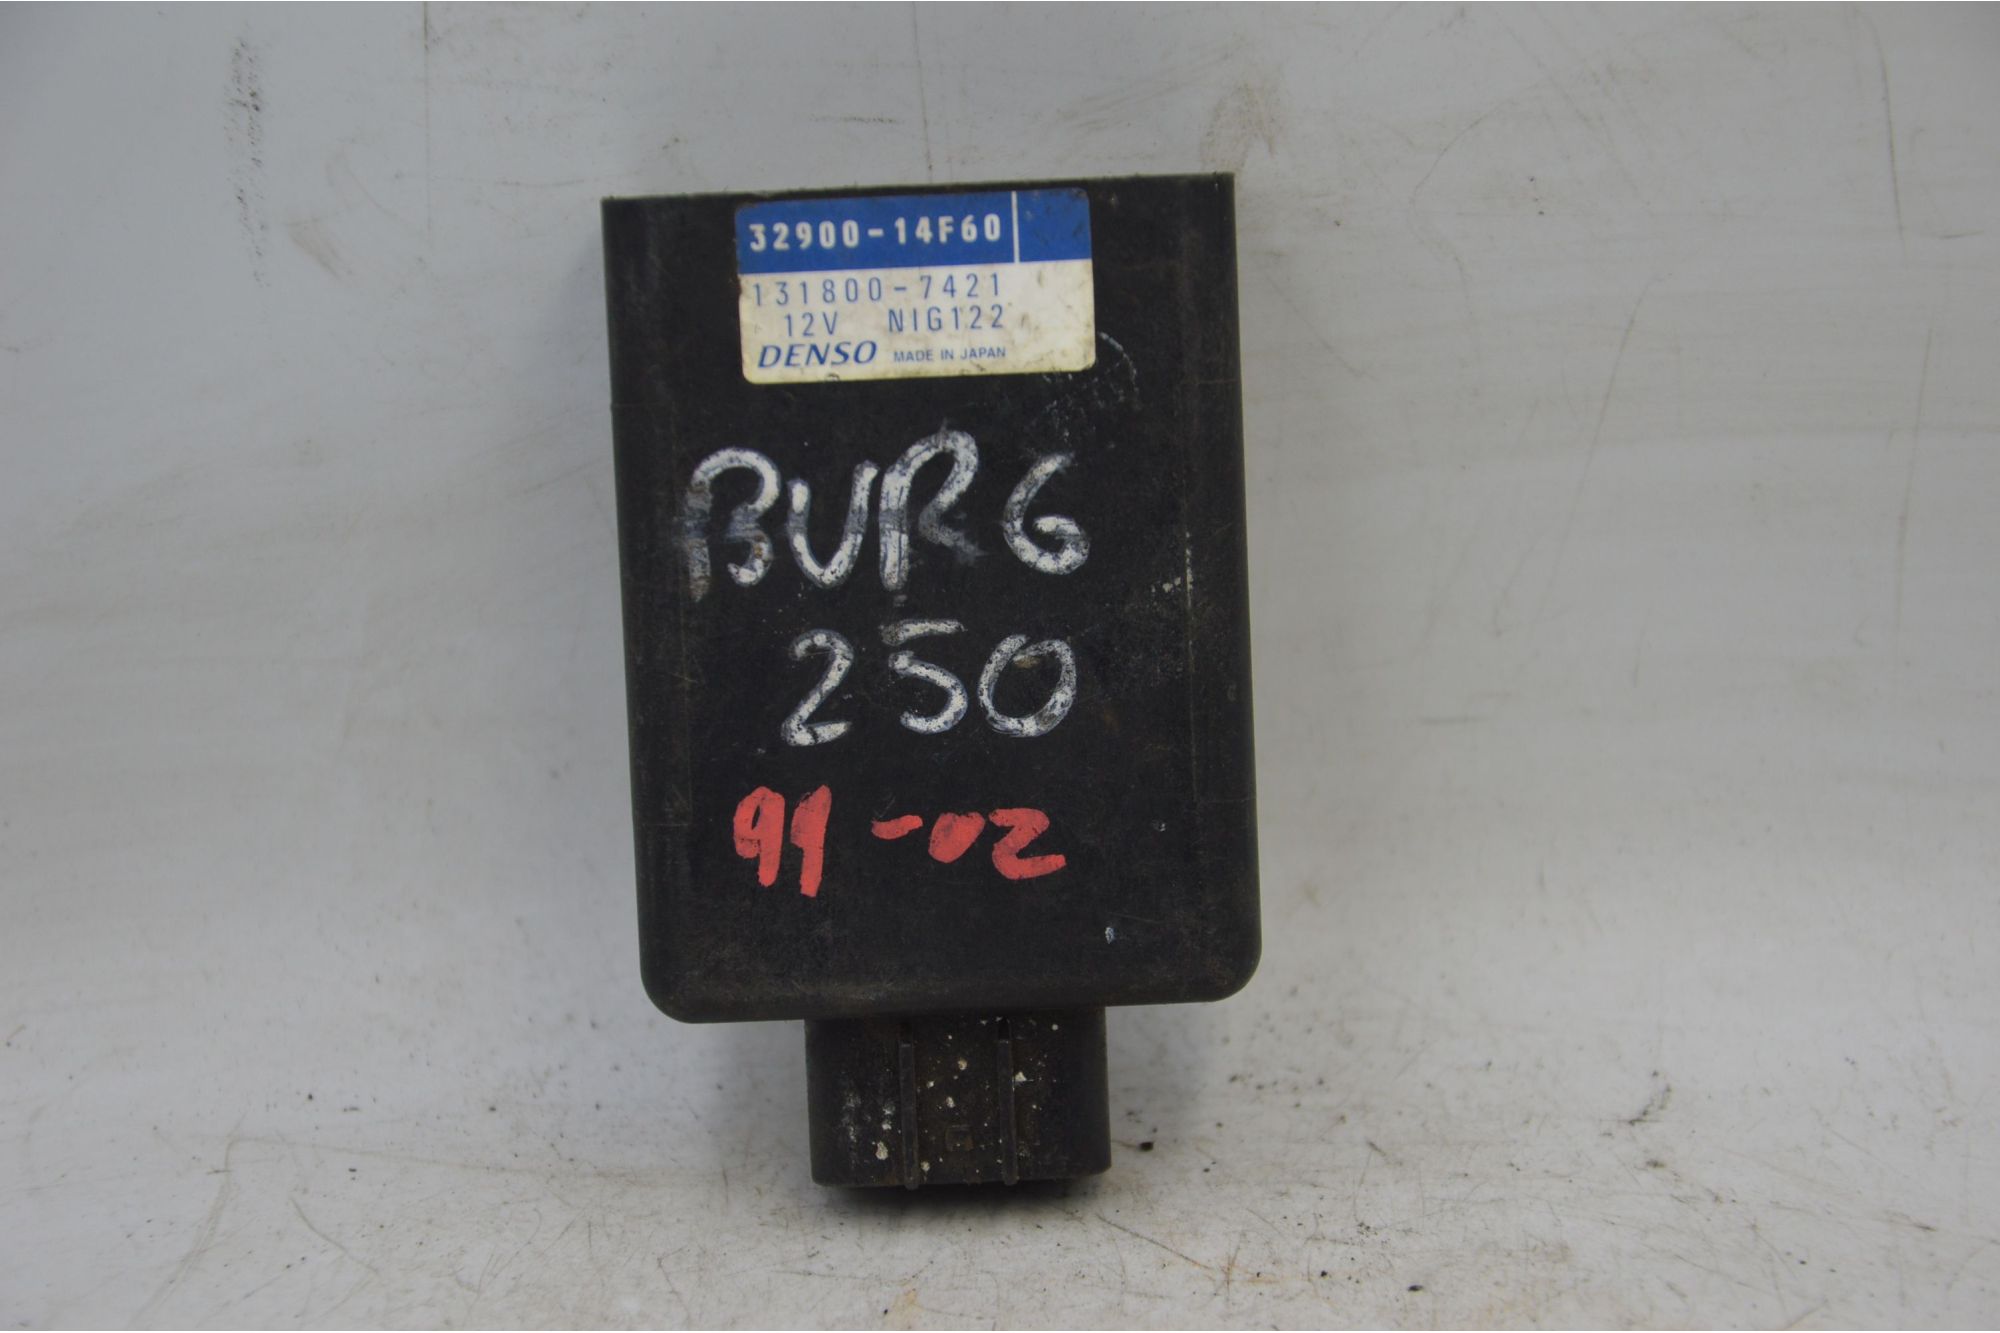 32900-14F60
131800-7421
12V NIG122
DENSO MADE IN JAPAN
BURG
250
99-02